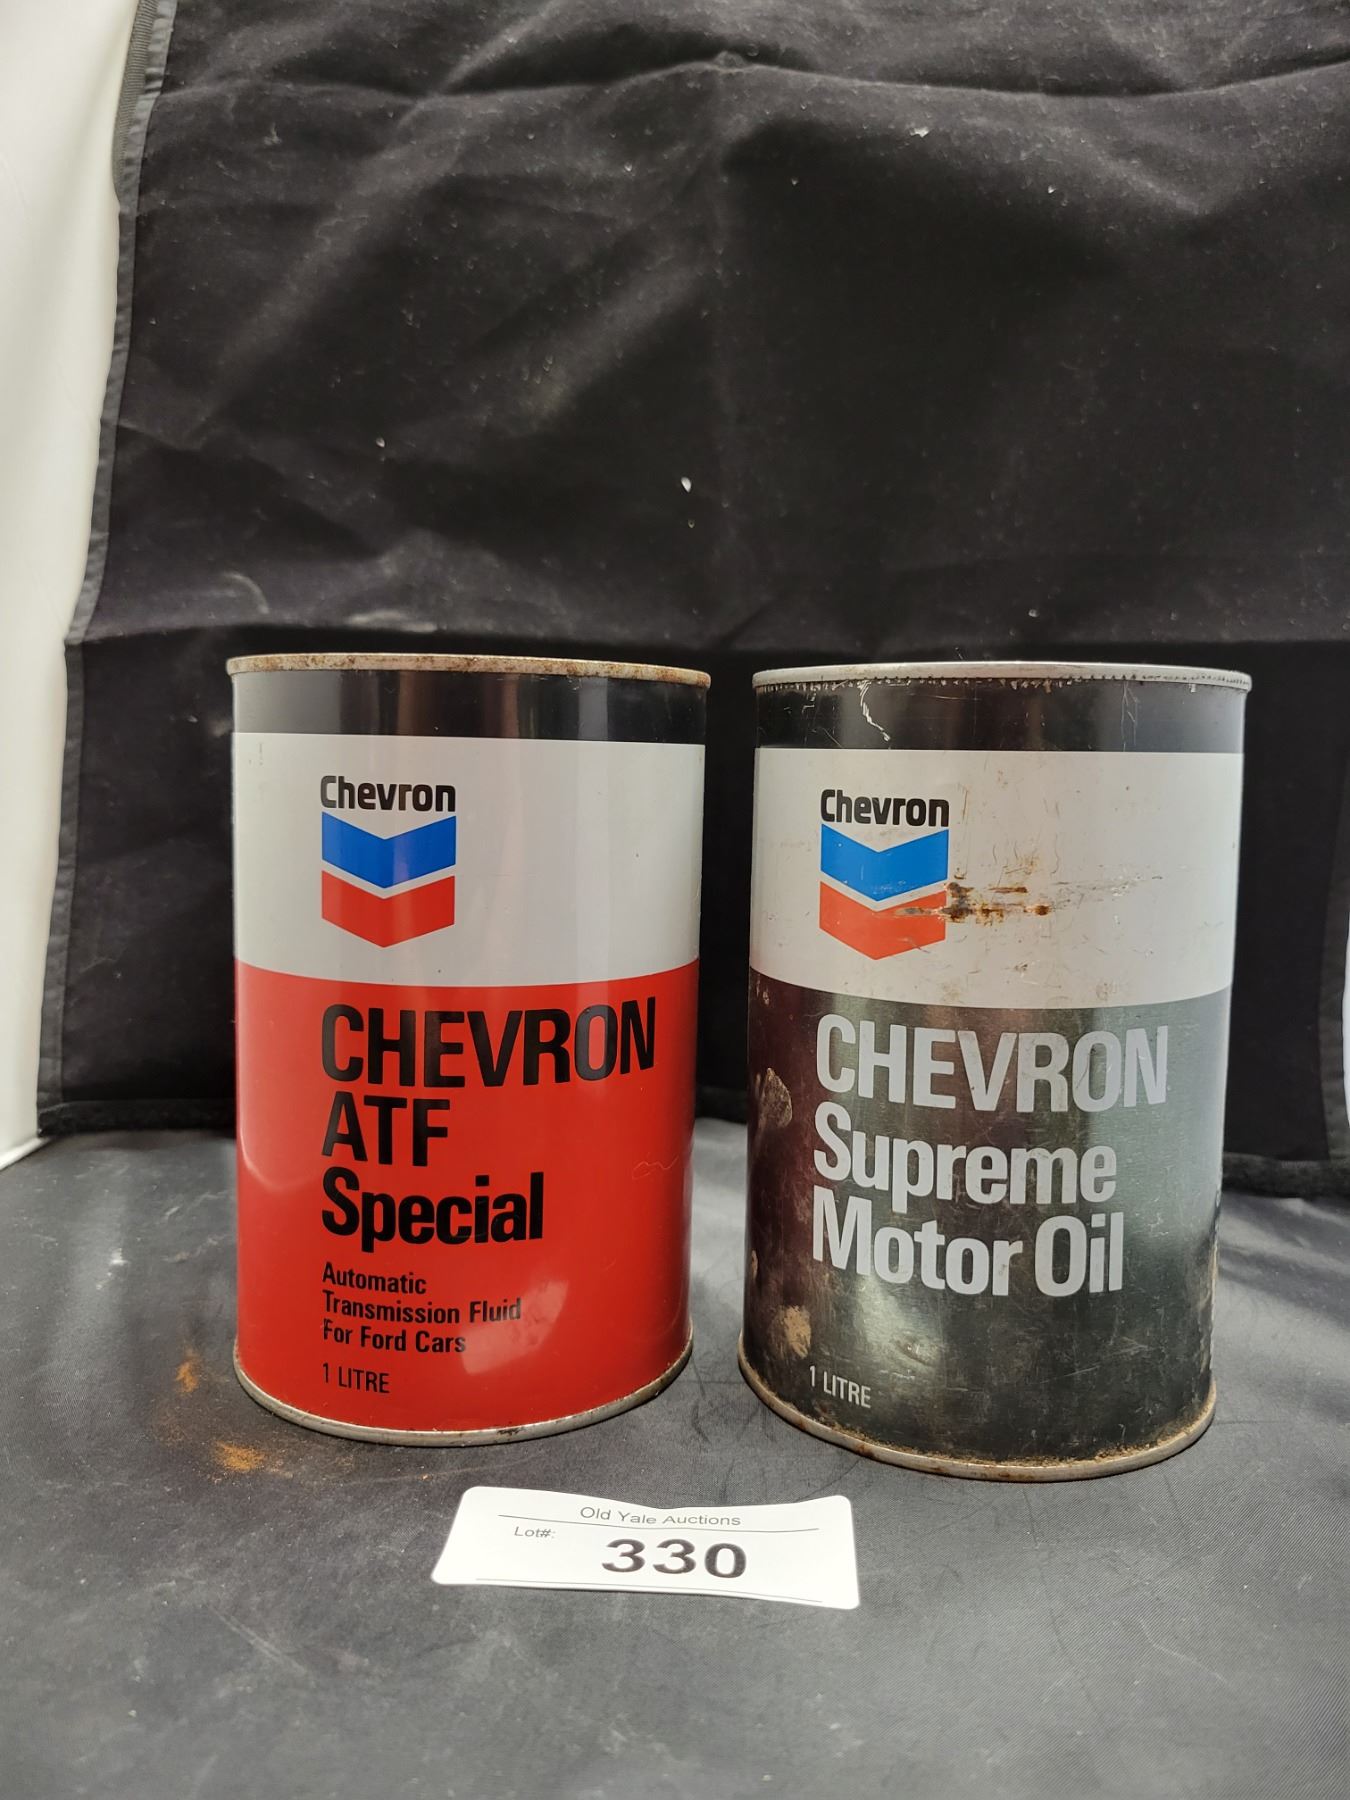 Chevron
CHEVRON
ATF
Special
Automatic
Transmission Fluid
For Ford Cars
1 LITRE
Chevron
CHEVRON
Supreme
Motor Oil
1 LITRE
Old Yale Auctions
Lot#:
330